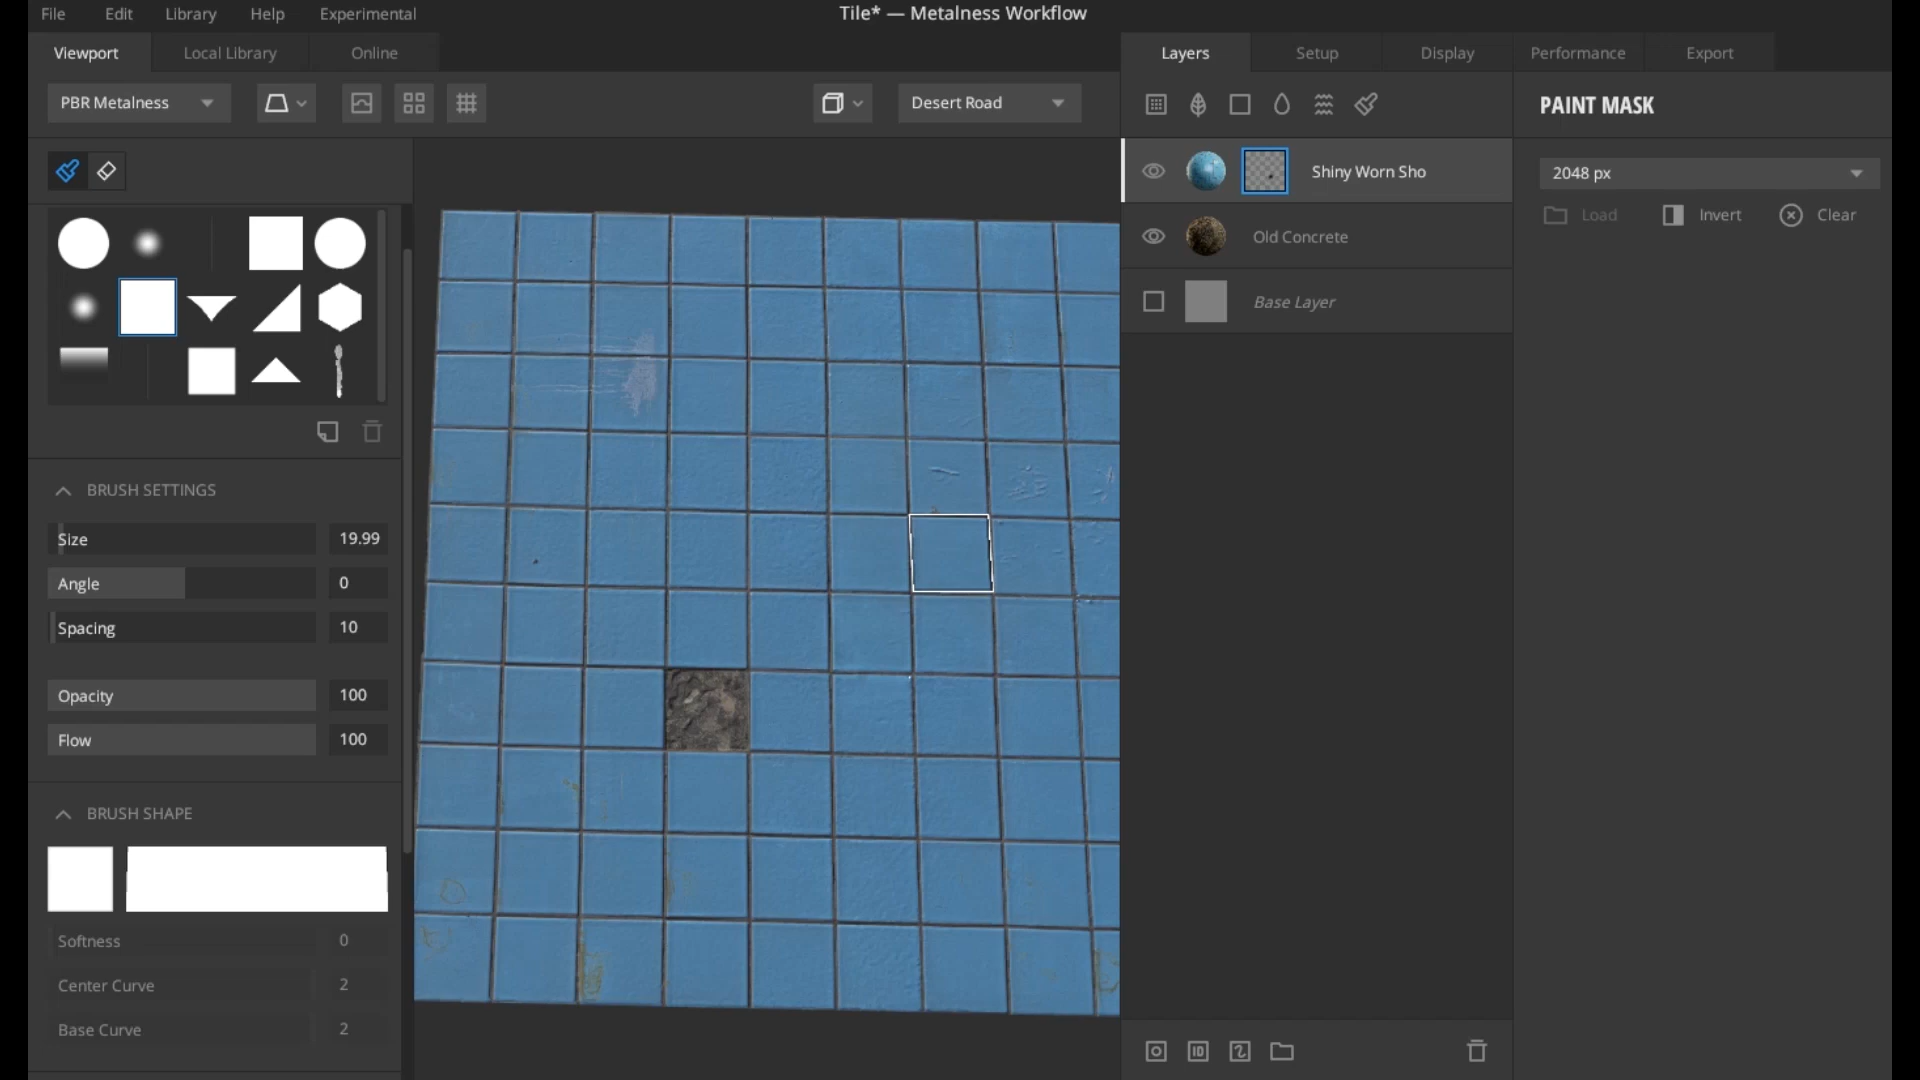 File Edit Library Help Experimental
Tile* — Metalness Workflow
Viewport Local Library Online
Layers Setup Display Performance Export
PBR Metalness
Desert Road
PAINT MASK
2048 px
Load Invert Clear
Shiny Worn Sho
Old Concrete
Base Layer
BRUSH SETTINGS
Size 19.99
Angle 0
Spacing 10
Opacity 100
Flow 100
BRUSH SHAPE
Softness 0
Center Curve 2
Base Curve 2
ID